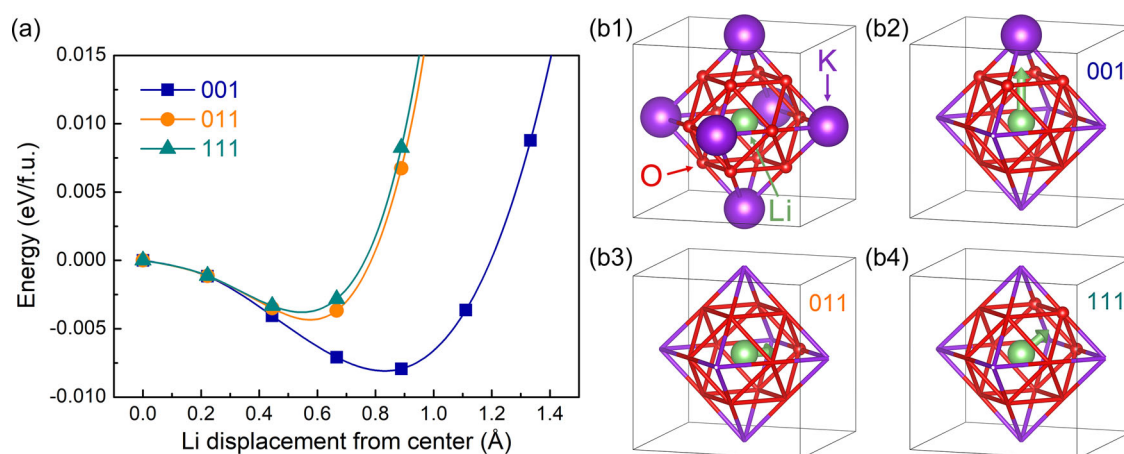 (a)
0.015
0.010
0.005
0.000
-0.005
-0.010
Energy (eV/f.u.)
001
011
111
0.0 0.2 0.4 0.6 0.8 1.0 1.2 1.4
Li displacement from center (Å)
(b1)
K
O
Li
(b2)
001
(b3)
011
(b4)
111